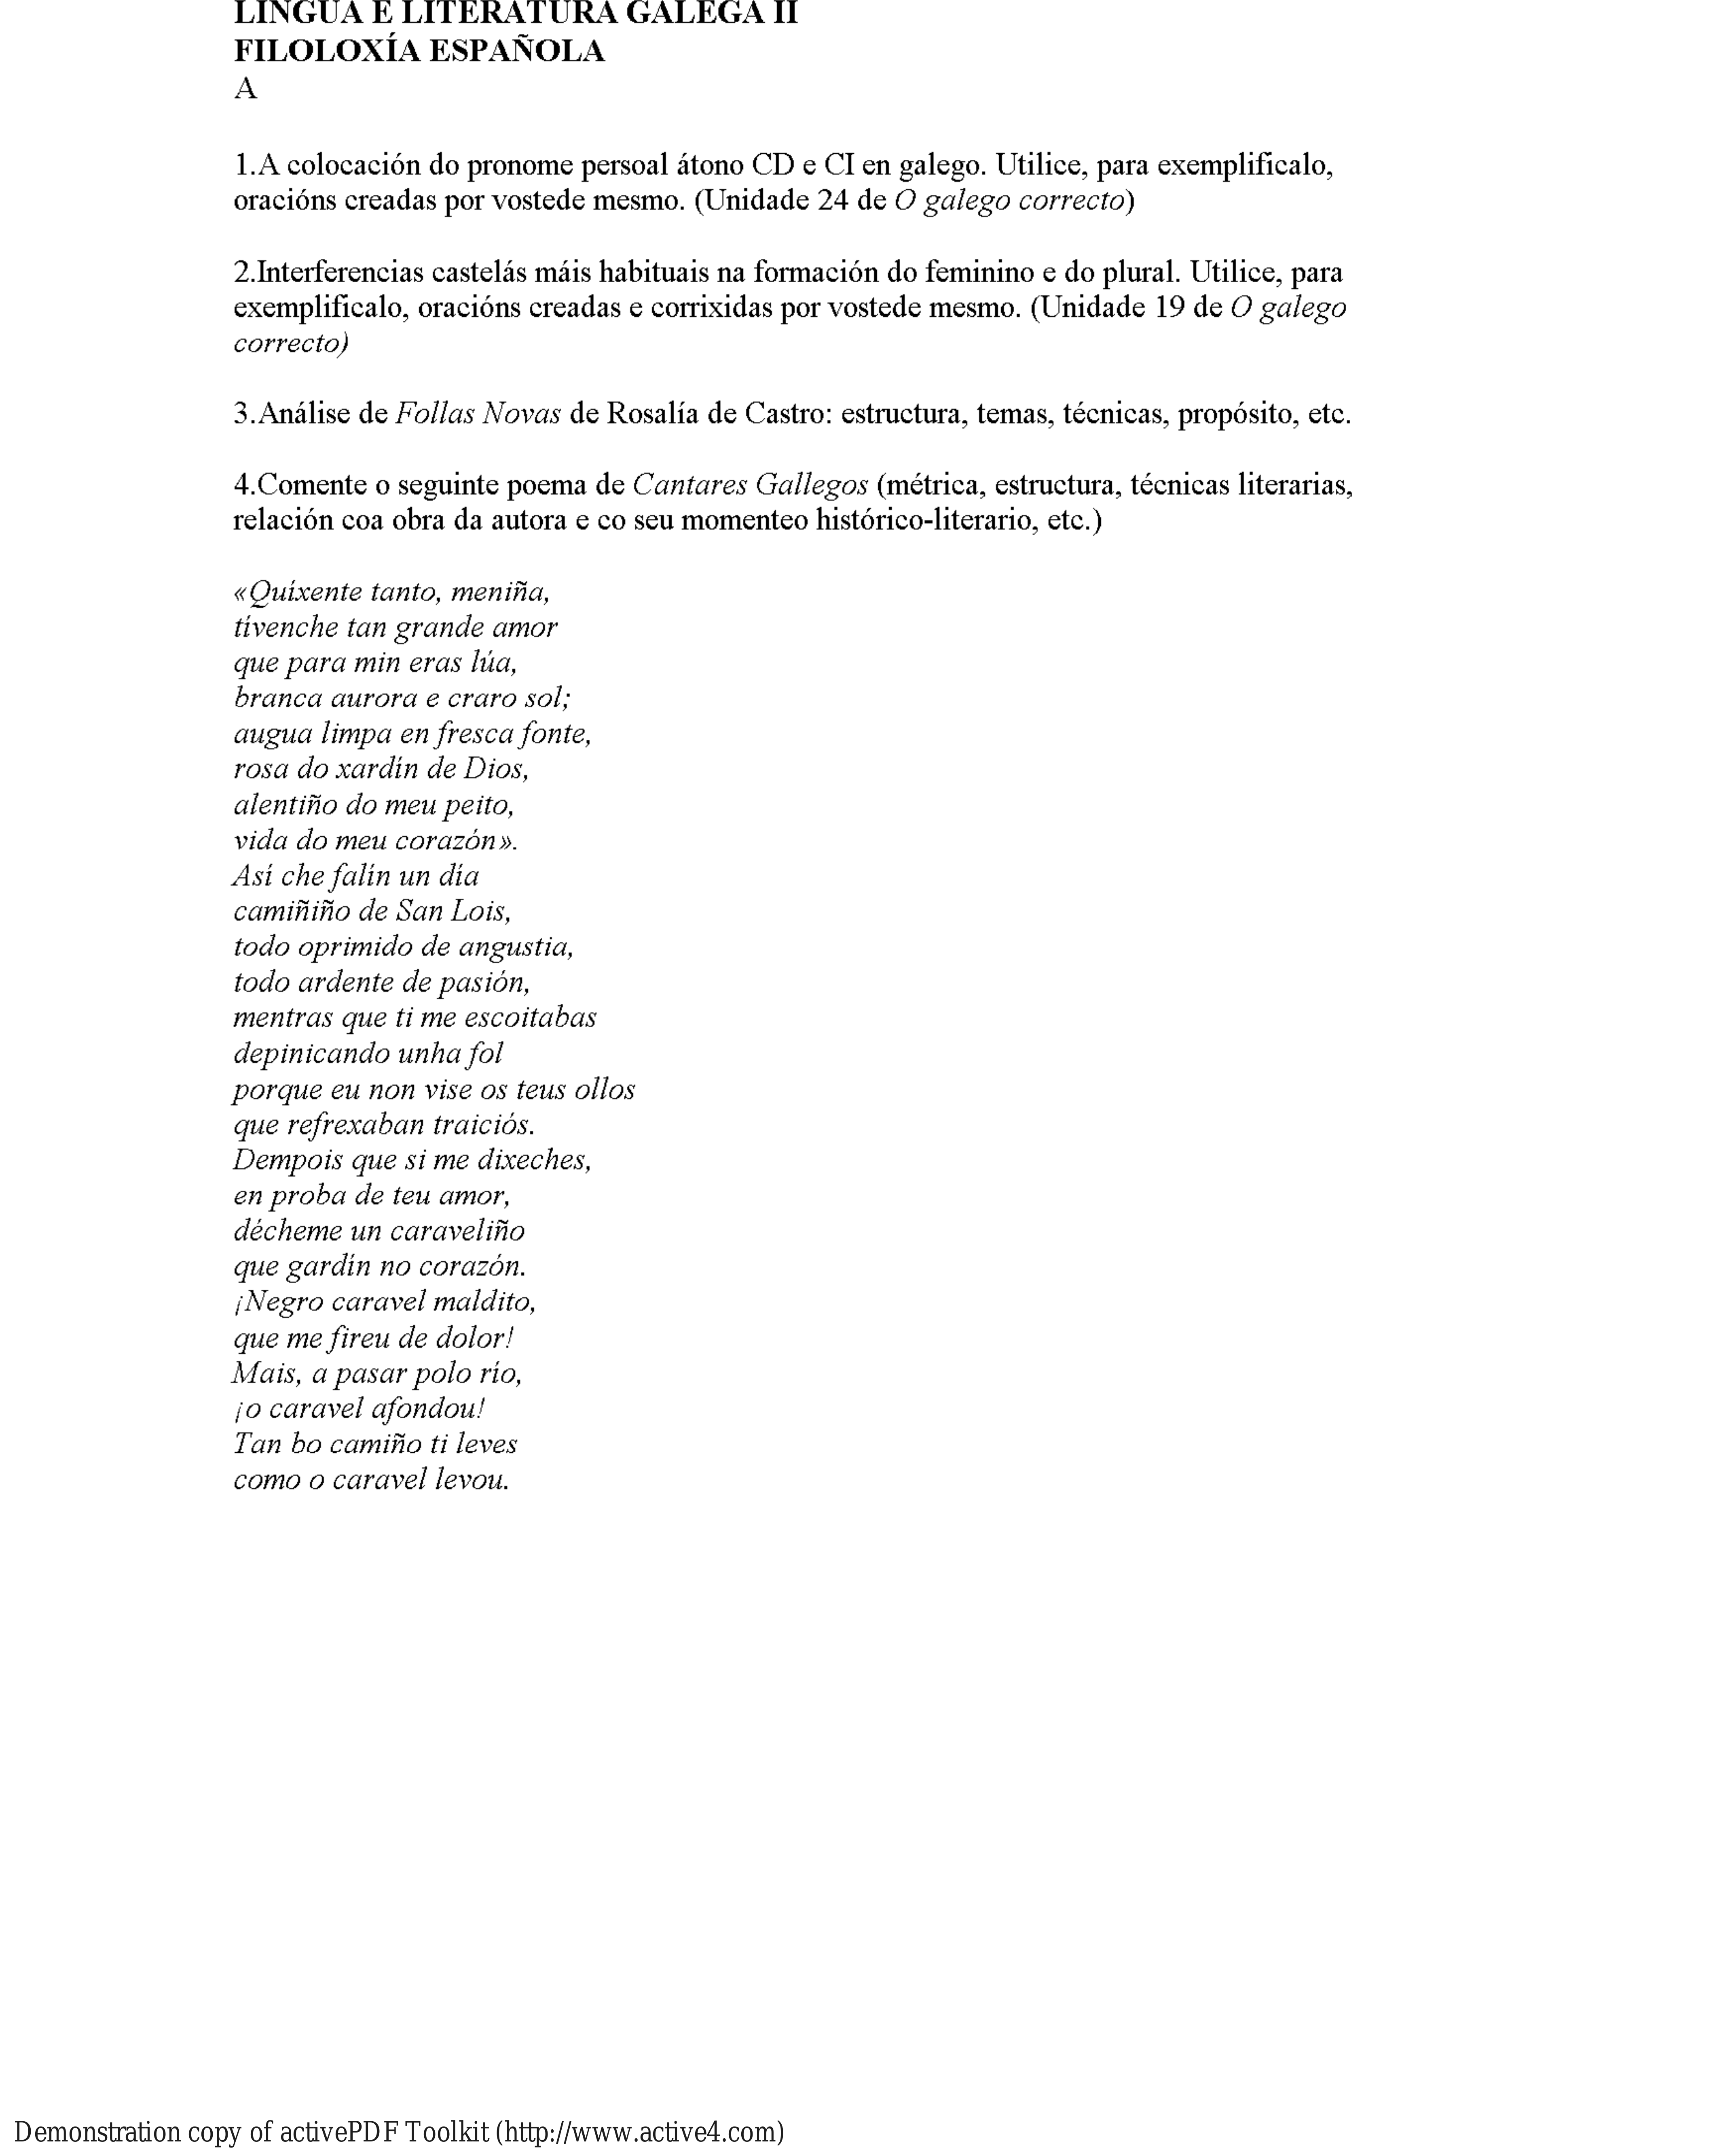 LINGUA E LITERATURA GALEGA II
FILOLOXÍA ESPAÑOLA
A
1.A colocación do pronome persoal átono CD e CI en galego. Utilice, para exemplificalo,
oracións creadas por vostede mesmo. (Unidade 24 de O galego correcto)
2.Interferencias castelás máis habituais na formación do feminino e do plural. Utilice, para
exemplificalo, oracións creadas e corrixidas por vostede mesmo. (Unidade 19 de O galego
correcto)
3.Análise de Follas Novas de Rosalía de Castro: estructura, temas, técnicas, propósito, etc.
4.Comente o seguinte poema de Cantares Gallegos (métrica, estructura, técnicas literarias,
relación coa obra da autora e co seu momenteo histórico-literario, etc.)
«Quíxente tanto, meniña,
tívenche tan grande amor
que para min eras lúa,
branca aurora e craro sol;
augua limpa en fresca fonte,
rosa do xardín de Dios,
alentiño do meu peito,
vida do meu corazón».
Así che falín un día
camiñiño de San Lois,
todo oprimido de angustia,
todo ardente de pasión,
mentras que ti me escoitabas
depinicando unha fol
porque eu non vise os teus ollos
que refrexaban traiciós.
Dempois que si me dixeches,
en proba de teu amor,
décheme un caraveliño
que gardín no corazón.
¡Negro caravel maldito,
que me fireu de dolor!
Mais, a pasar polo río,
¡o caravel afondou!
Tan bo camiño ti leves
como o caravel levou.
Demonstration copy of activePDF Toolkit (http://www.active4.com)